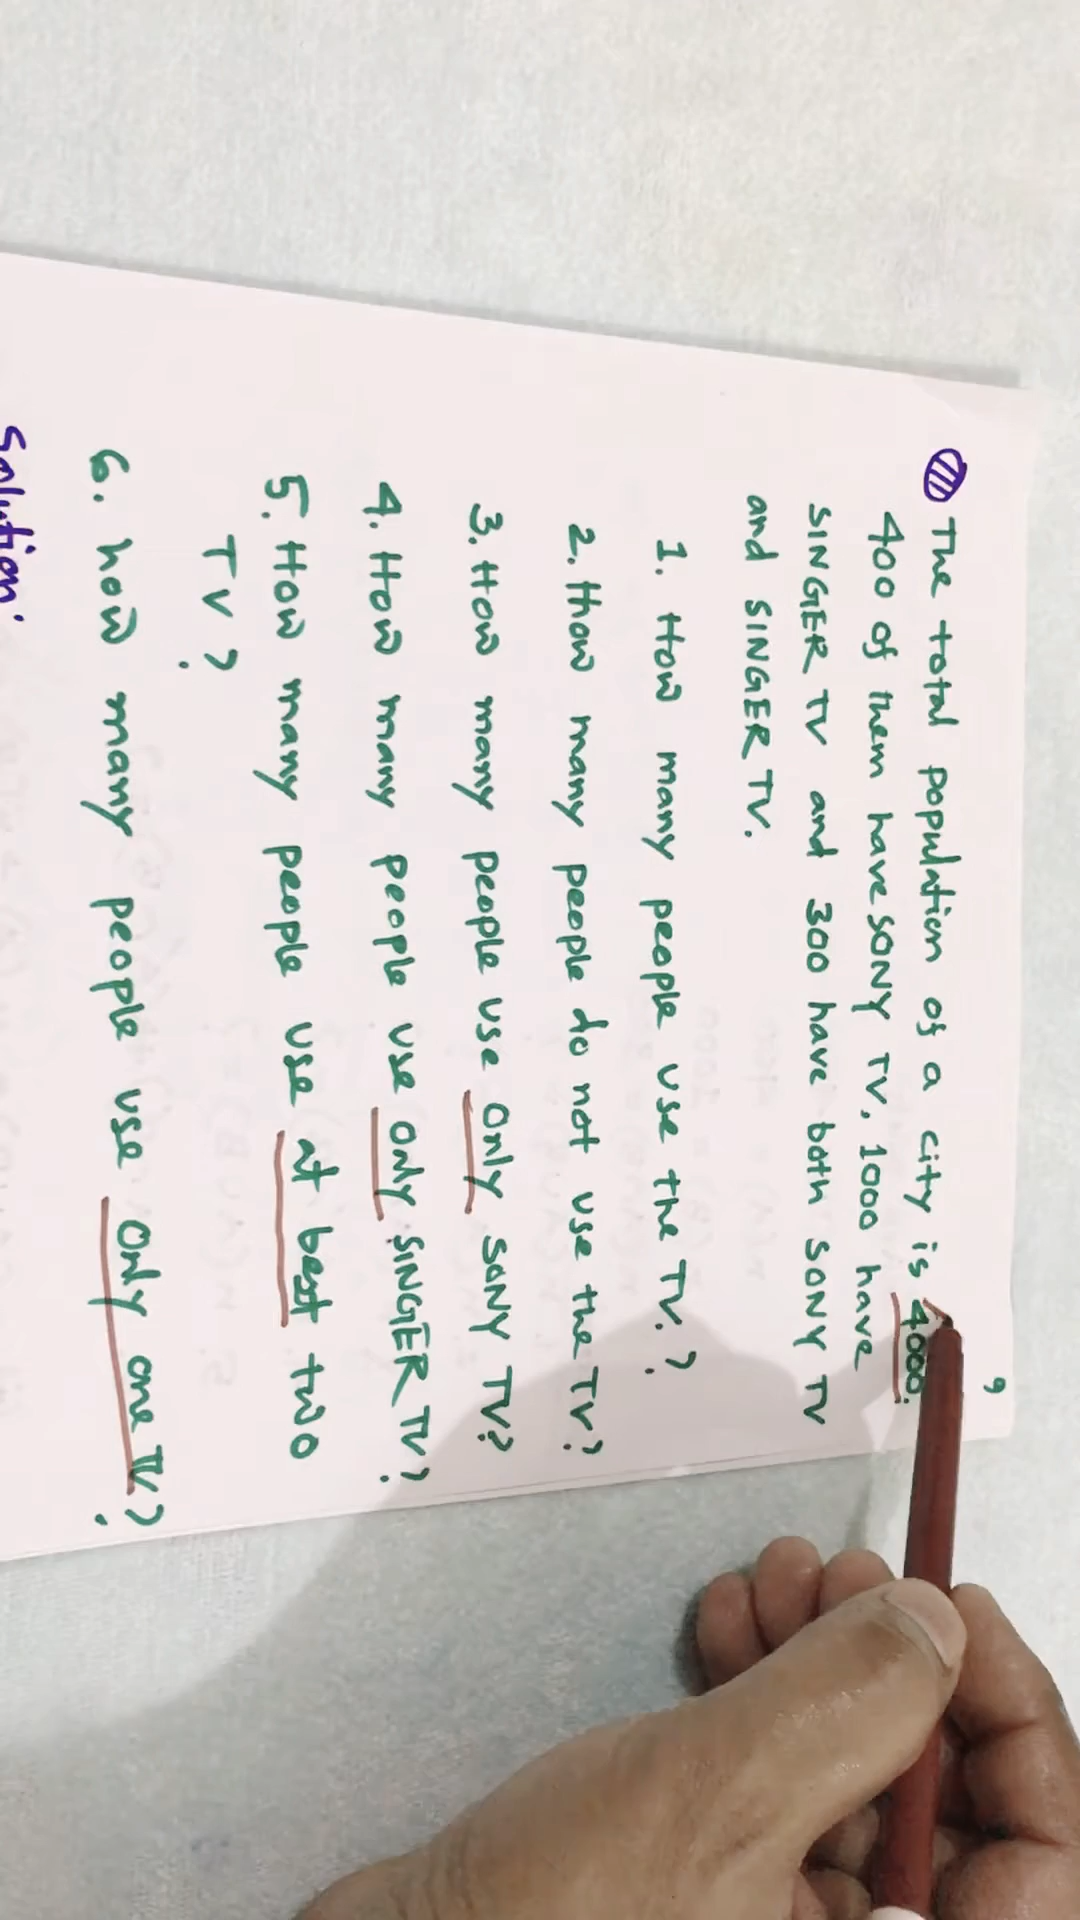 The total population of a city is 4000.
400 of them have SONY TV, 1000 have
SINGER TV and 300 have both SONY TV
and SINGER TV.
1. How many people use the TV.?
2. How many people do not use the TV?
3. How many people use only SONY TV?
4. How many people use only SINGER TV?
5. How many people use at best two
TV?
6. how many people use only one TV?
Solution: